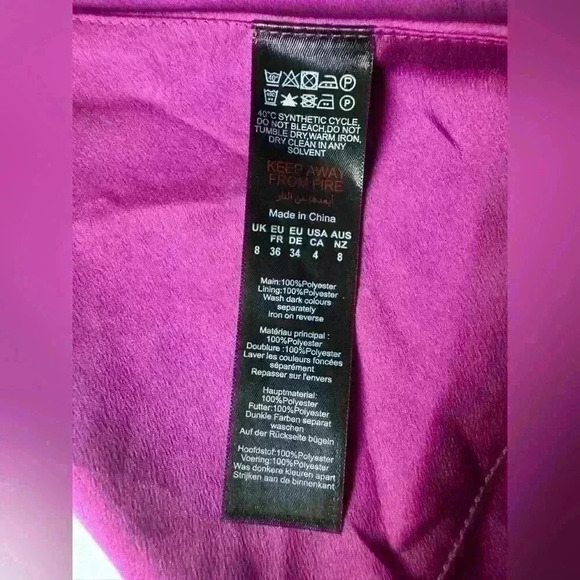 40°C SYNTHETIC CYCLE,
DO NOT BLEACH,DO NOT
TUMBLE DRY,WARM IRON,
DRY CLEAN IN ANY
SOLVENT
KEEP AWAY
FROM FIRE
أبعدها عن النار
Made in China
UK EU EU USA AUS
FR DE CA NZ
8 36 34 4 8
Main:100%Polyester
Lining:100%Polyester
Wash dark colours
separately
iron on reverse
Matériau principal :
100%Polyester
Doublure :100%Polyester
Laver les couleurs foncées
séparément
Repasser sur l'envers
Hauptmaterial:
100%Polyester
Futter:100%Polyester
Dunkle Farben separat
waschen
Auf der Rückseite bügeln
Hoofdstof:100%Polyester
Voering:100%Polyester
Was donkere kleuren apart
Strijken aan de binnenkant